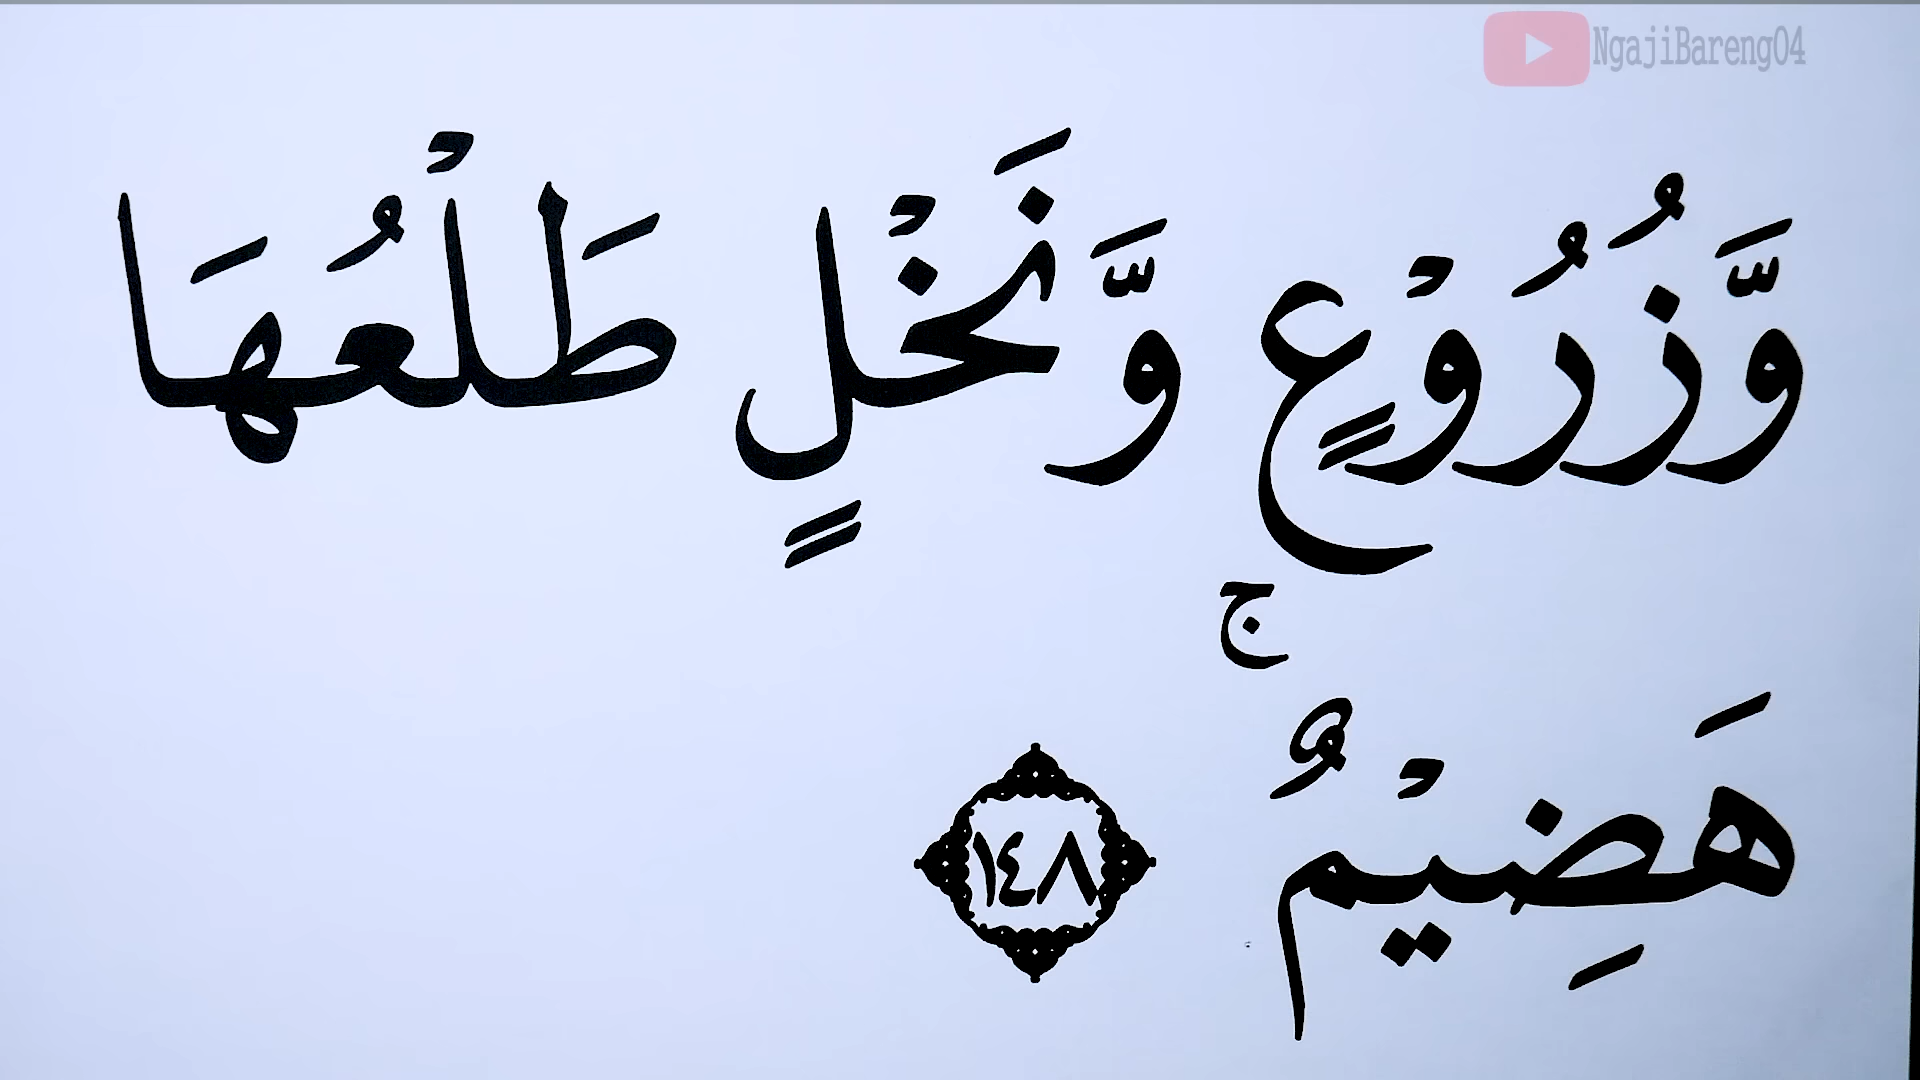 NgajiBareng04
وَّزُرُوْعٍ وَّنَخْلٍ طَلْعُهَا
هَضِيْمٌ ۚ ١٤٨